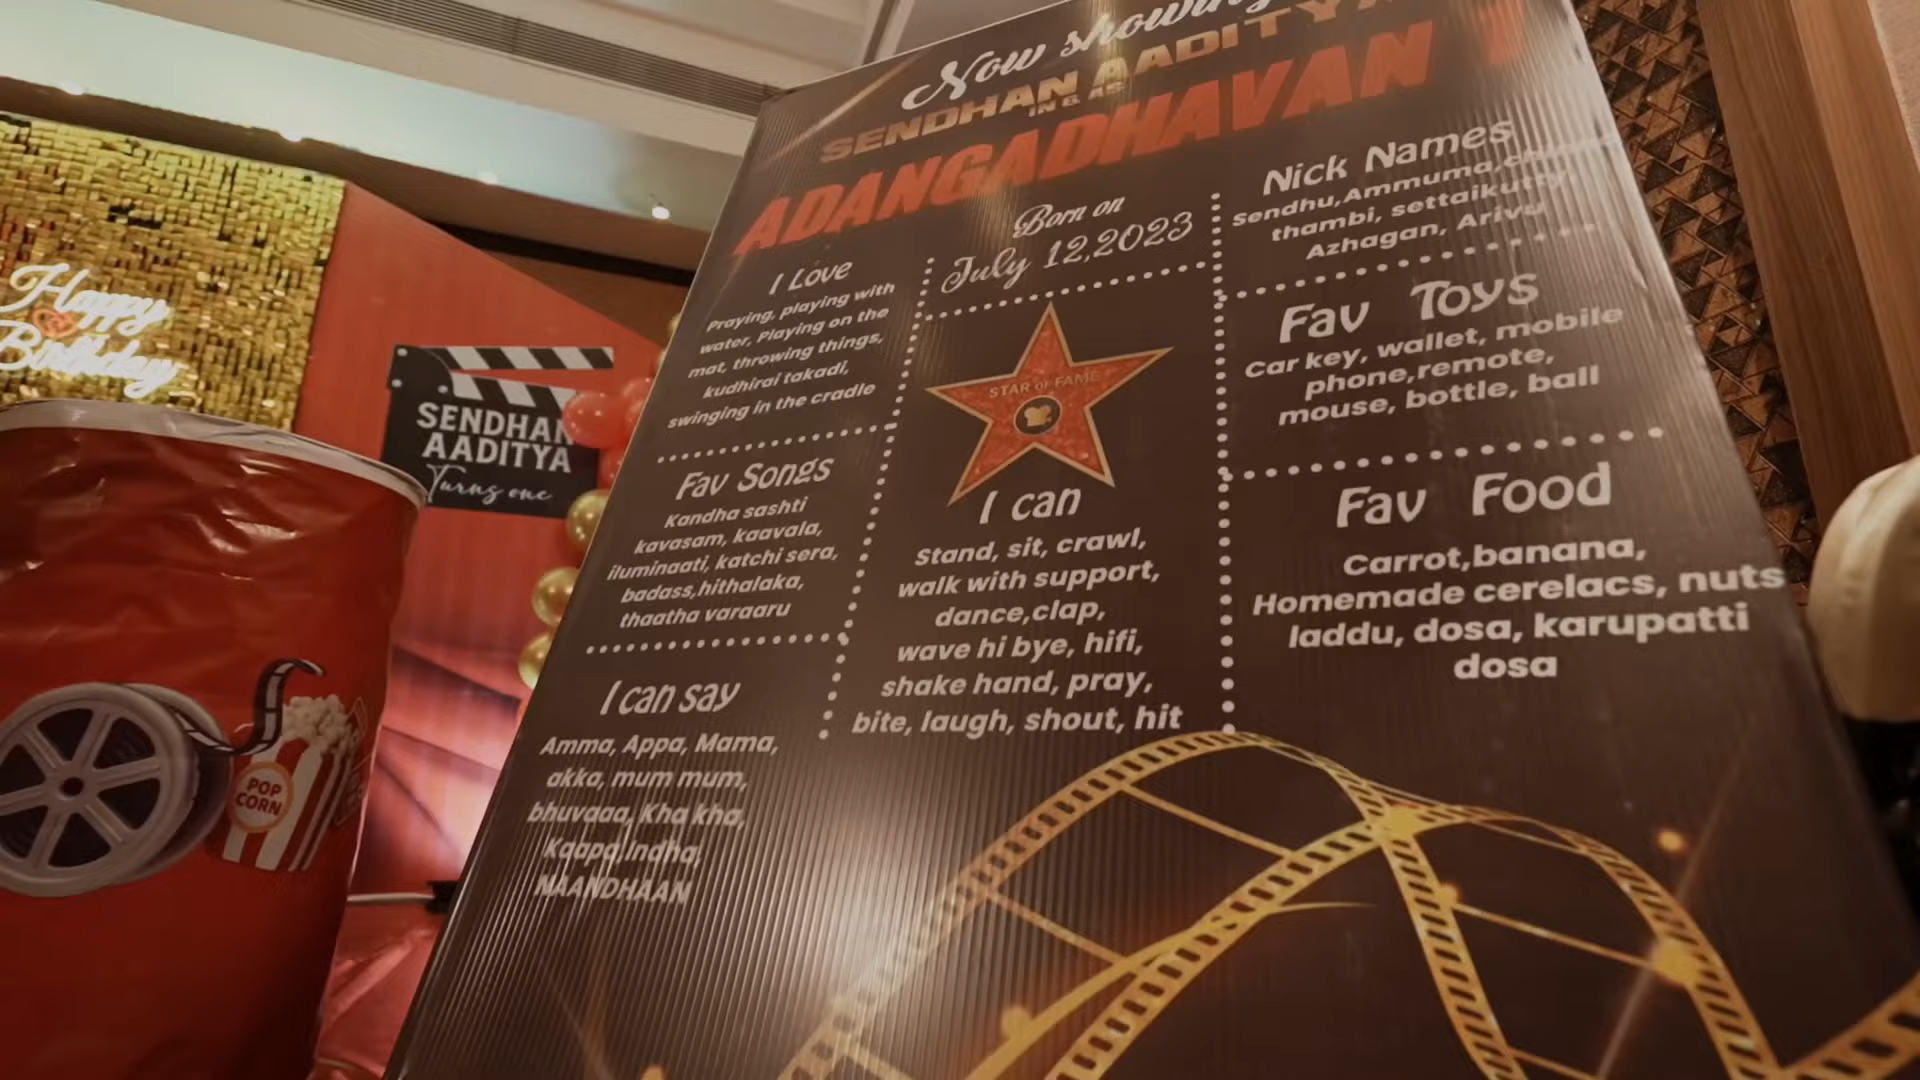 Now showing
SENDHAN AADITYA
IN & AS
ADANGADHAVAN
Born on
July 12,2023
I Love
Praying, playing with
water, Playing on the
mat, throwing things,
kudhirai takadi,
swinging in the cradle
Fav Songs
Kandha sashti
kavasam, kaavala,
iluminaati, katchi sera,
badass,hithalaka,
thaatha varaaru
I can say
Amma, Appa, Mama,
akka, mum mum,
bhuvaaa, Kha kha,
Kaapa,Indha,
NAANDHAAN
STAR OF FAME
I can
Stand, sit, crawl,
walk with support,
dance,clap,
wave hi bye, hifi,
shake hand, pray,
bite, laugh, shout, hit
Nick Names
sendhu,Ammuma,
thambi, settaikutty,
Azhagan, Arivu
Fav Toys
Car key, wallet, mobile
phone,remote,
mouse, bottle, ball
Fav Food
Carrot,banana,
Homemade cerelacs, nuts
laddu, dosa, karupatti
dosa
Happy
Birthday
SENDHAN
AADITYA
Turns one
POP
CORN